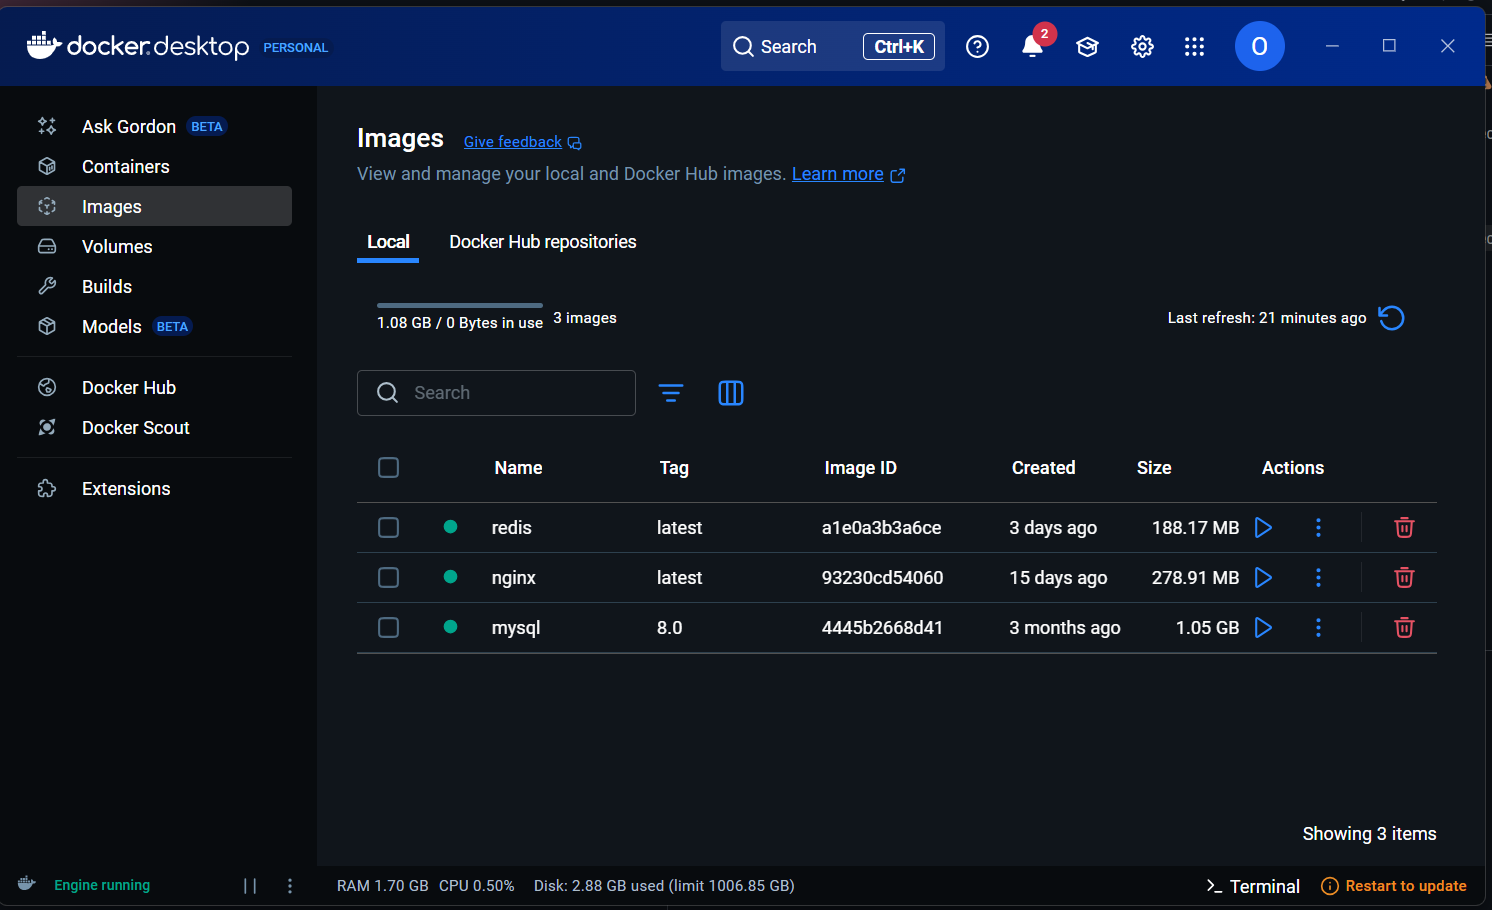 docker.desktop PERSONAL
Search Ctrl+K
2
O
Ask Gordon BETA
Containers
Images
Volumes
Builds
Models BETA
Docker Hub
Docker Scout
Extensions
Images Give feedback
View and manage your local and Docker Hub images. Learn more
Local Docker Hub repositories
1.08 GB / 0 Bytes in use 3 images
Last refresh: 21 minutes ago
Search
Name Tag Image ID Created Size Actions
redis latest a1e0a3b3a6ce 3 days ago 188.17 MB
nginx latest 93230cd54060 15 days ago 278.91 MB
mysql 8.0 4445b2668d41 3 months ago 1.05 GB
Showing 3 items
Engine running
RAM 1.70 GB CPU 0.50% Disk: 2.88 GB used (limit 1006.85 GB)
Terminal
Restart to update